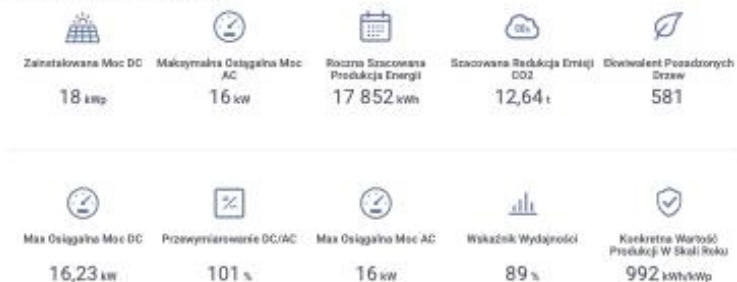 Zainstalowana Moc DC
18 kWp
Maksymalna Osiągalna Moc
AC
16 kW
Roczna Szacowana
Produkcja Energii
17 852 kWh
Szacowana Redukcja Emisji
CO2
12,64 t
Ekwiwalent Posadzonych
Drzew
581
Max Osiągalna Moc DC
16,23 kW
Przewymiarowanie DC/AC
101 %
Max Osiągalna Moc AC
16 kW
Wskaźnik Wydajności
89 %
Konkretna Wartość
Produkcji W Skali Roku
992 kWh/kWp